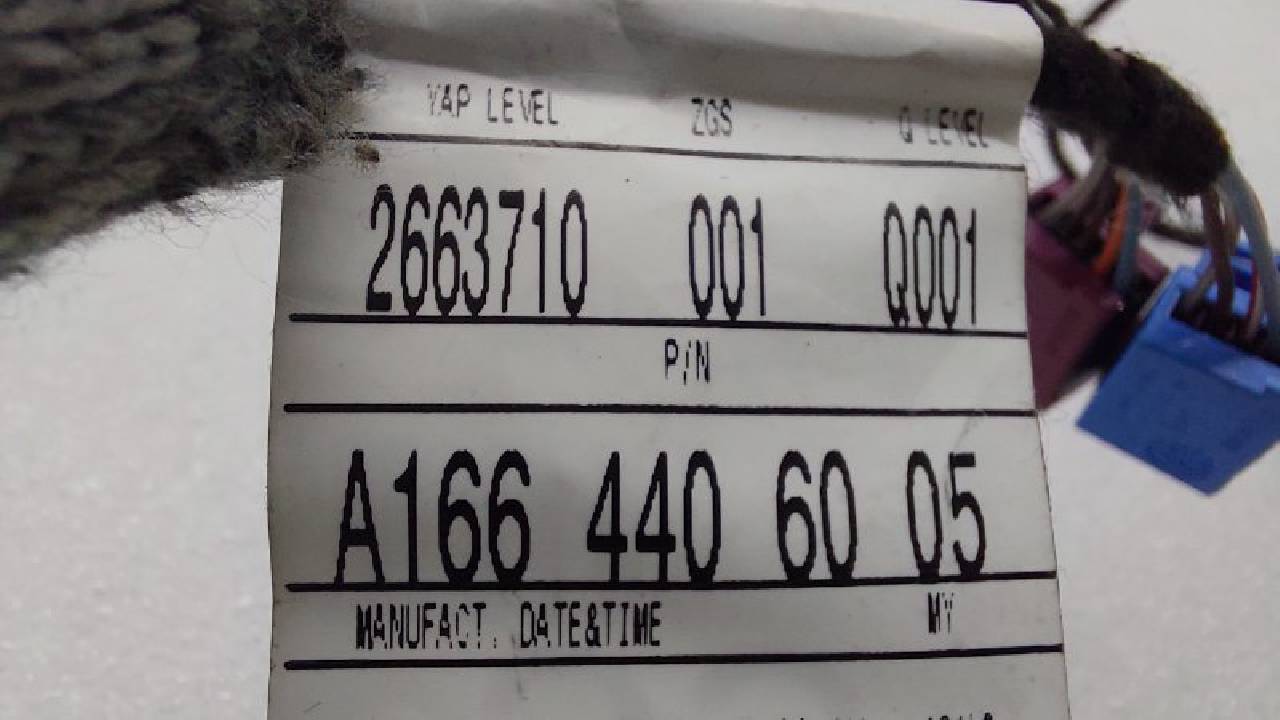 YAP LEVEL ZGS Q LEVEL
2663710 001 Q001
P/N
A166 440 60 05
MANUFACT. DATE&TIME MY